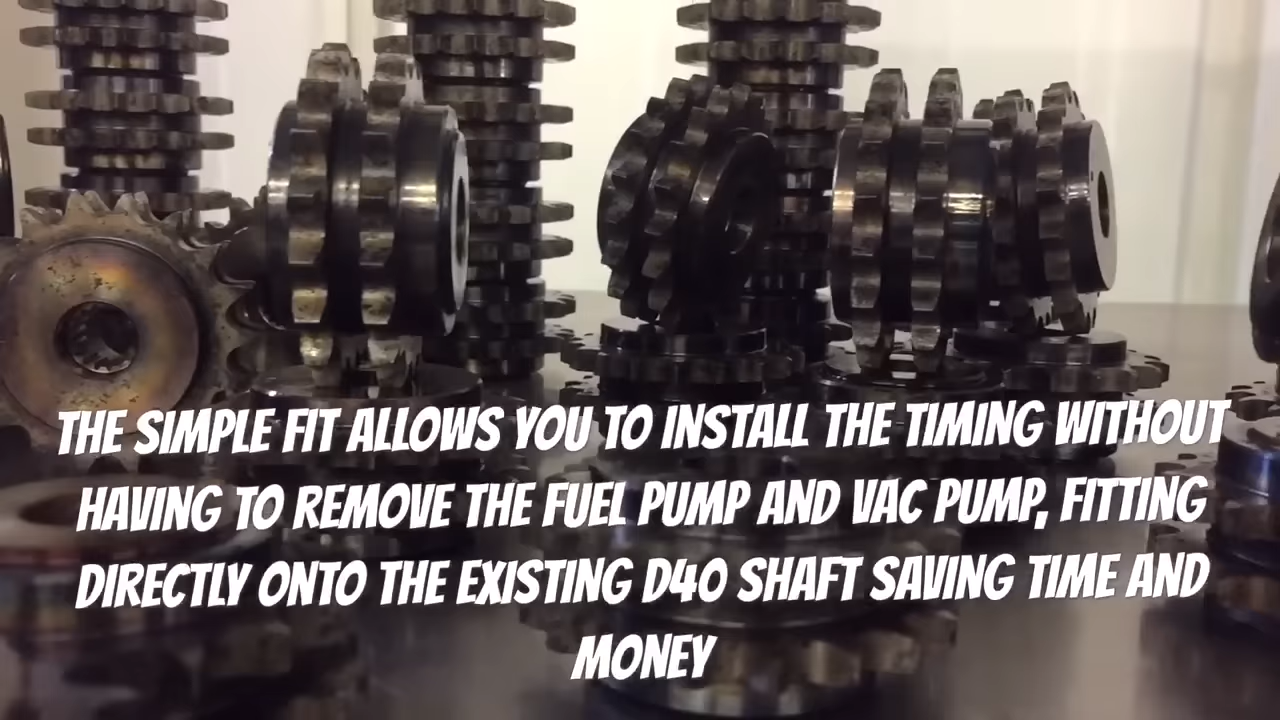 THE SIMPLE FIT ALLOWS YOU TO INSTALL THE TIMING WITHOUT
HAVING TO REMOVE THE FUEL PUMP AND VAC PUMP, FITTING
DIRECTLY ONTO THE EXISTING D40 SHAFT SAVING TIME AND
MONEY